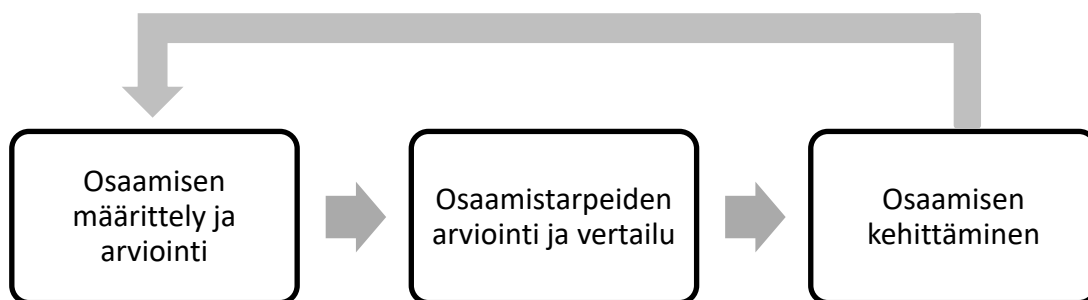 Osaamisen
määrittely ja
arviointi
Osaamistarpeiden
arviointi ja vertailu
Osaamisen
kehittäminen